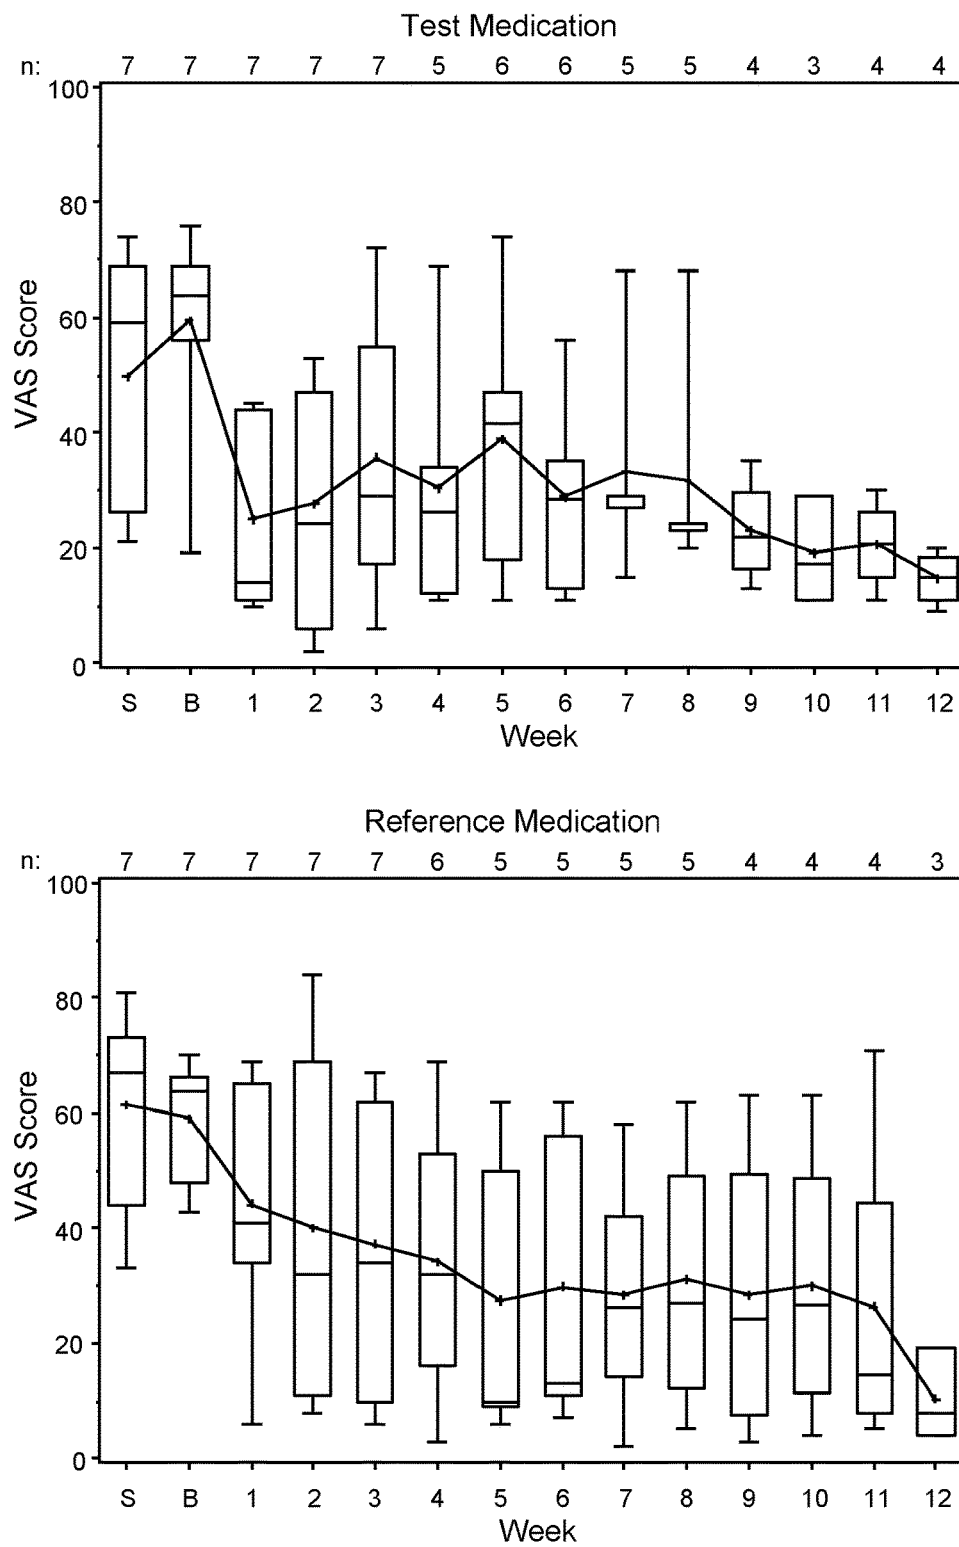 Test Medication
n: 7 7 7 7 7 5 6 6 5 5 4 3 4 4
100
80
60
40
20
0
VAS Score
S B 1 2 3 4 5 6 7 8 9 10 11 12
Week
Reference Medication
n: 7 7 7 7 7 6 5 5 5 5 4 4 4 3
100
80
60
40
20
0
VAS Score
S B 1 2 3 4 5 6 7 8 9 10 11 12
Week